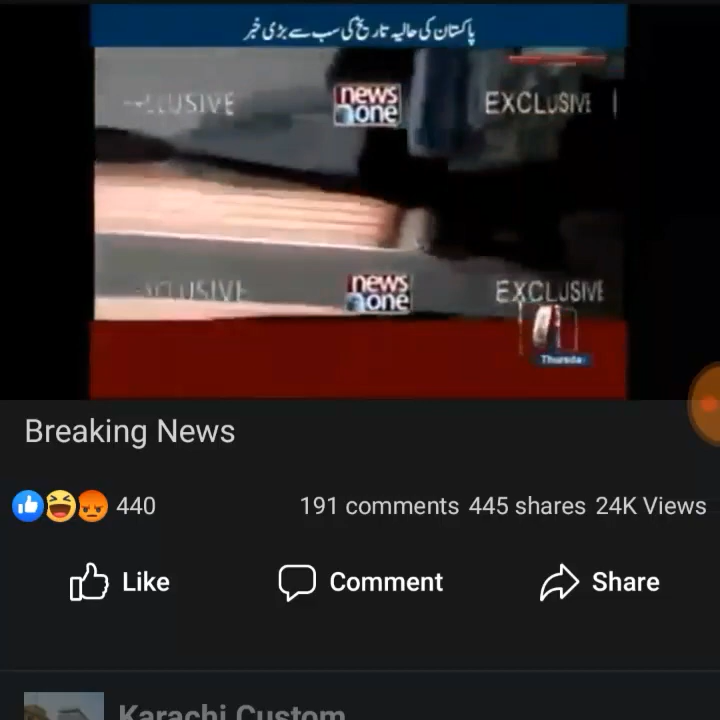 پاکستان کی حالیہ تاریخ کی سب سے بڑی خبر
news one EXCLUSIVE
news one EXCLUSIVE
Breaking News
440 191 comments 445 shares 24K Views
Like Comment Share
Karachi Custom